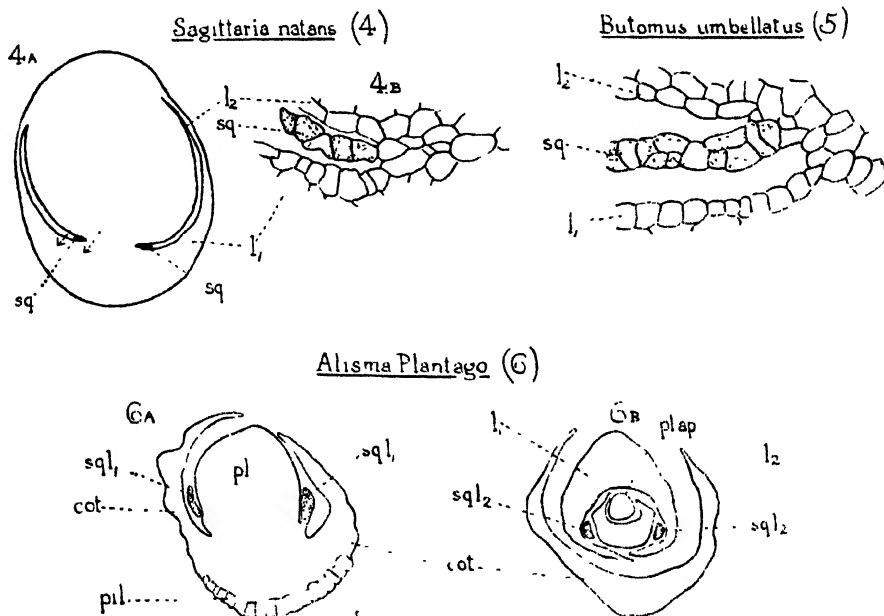 Sagittaria natans (4)
Butomus umbellatus (5)
4A
4B
l2
sq
l1
sq
sq
l2
sq
l1
Alisma Plantago (6)
6A
sql1
cot
pl
sql1
pil
6B
l1
pl ap
l2
sql2
sql2
cot